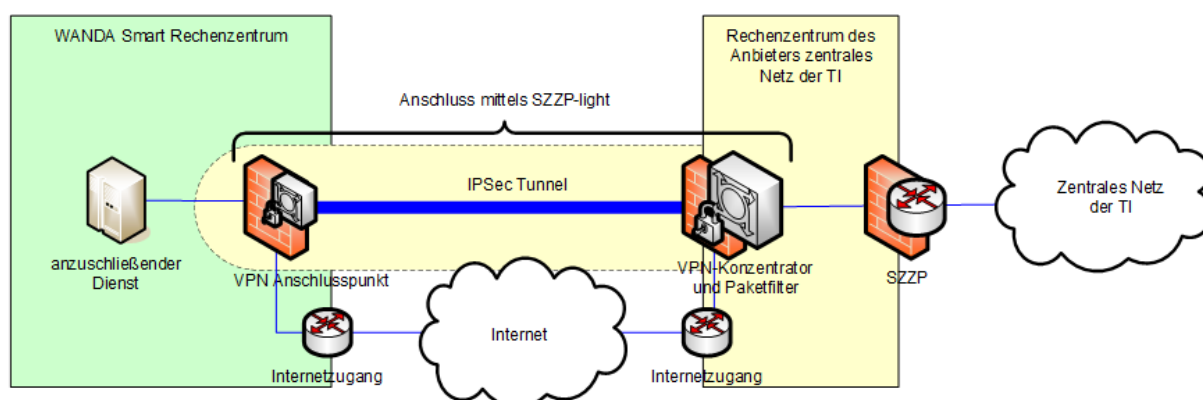 WANDA Smart Rechenzentrum
Rechenzentrum des
Anbieters zentrales
Netz der TI
Anschluss mittels SZZP-light
IPSec Tunnel
Zentrales Netz
der TI
anzuschließender
Dienst
VPN Anschlusspunkt
VPN-Konzentrator
und Paketfilter
SZZP
Internet
Internetzugang
Internetzugang